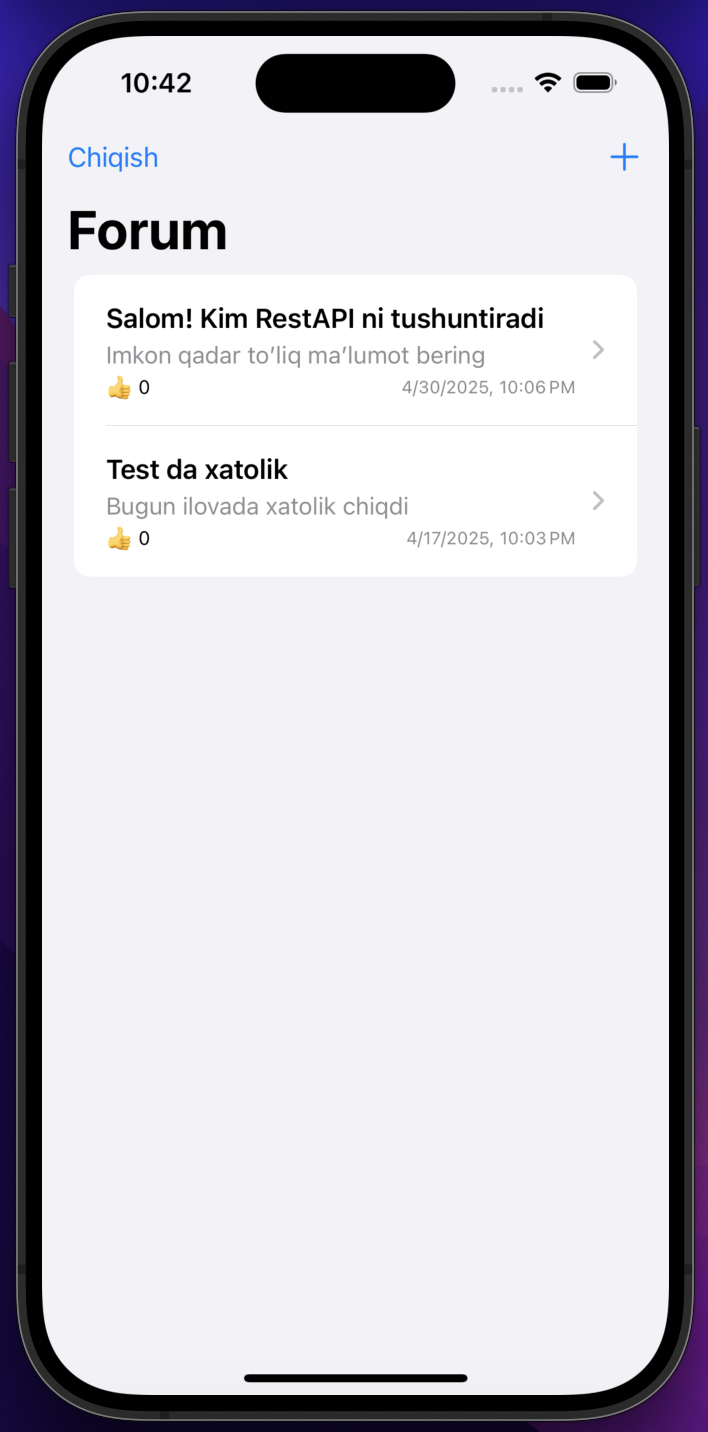 10:42
Chiqish
Forum
Salom! Kim RestAPI ni tushuntiradi
Imkon qadar to’liq ma’lumot bering
👍 0 4/30/2025, 10:06 PM
Test da xatolik
Bugun ilovada xatolik chiqdi
👍 0 4/17/2025, 10:03 PM